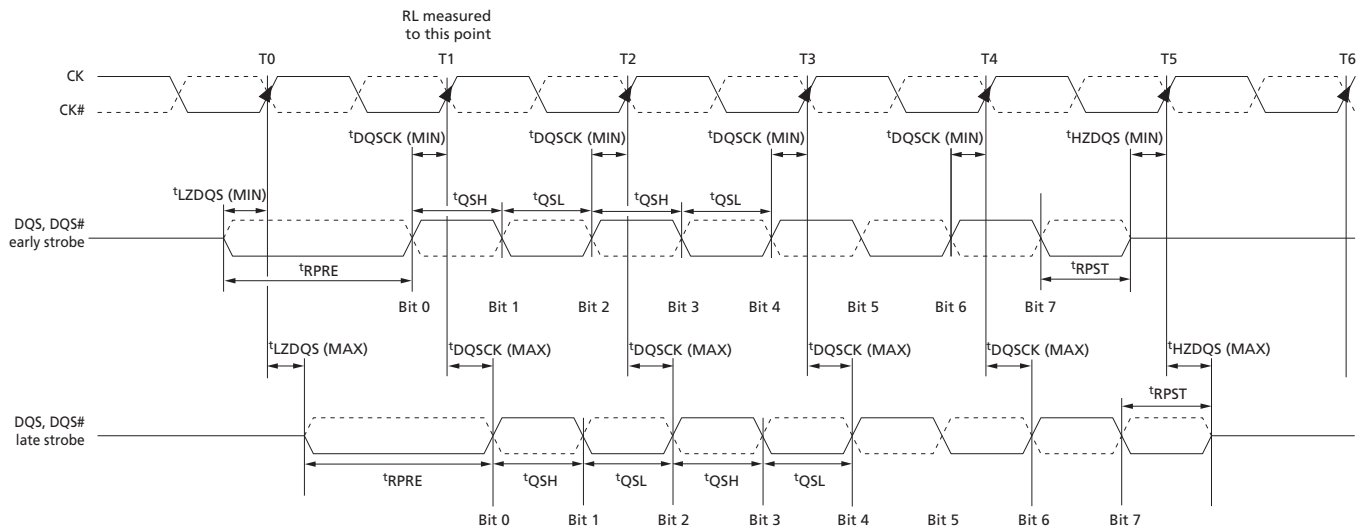 RL measured
to this point
T0 T1 T2 T3 T4 T5 T6
CK
CK#
tDQSCK (MIN) tDQSCK (MIN) tDQSCK (MIN) tDQSCK (MIN) tHZDQS (MIN)
tLZDQS (MIN)
tQSH tQSL tQSH tQSL
DQS, DQS#
early strobe
tRPRE tRPST
Bit 0 Bit 1 Bit 2 Bit 3 Bit 4 Bit 5 Bit 6 Bit 7
tLZDQS (MAX) tDQSCK (MAX) tDQSCK (MAX) tDQSCK (MAX) tDQSCK (MAX) tHZDQS (MAX)
tRPST
DQS, DQS#
late strobe
tRPRE tQSH tQSL tQSH tQSL
Bit 0 Bit 1 Bit 2 Bit 3 Bit 4 Bit 5 Bit 6 Bit 7